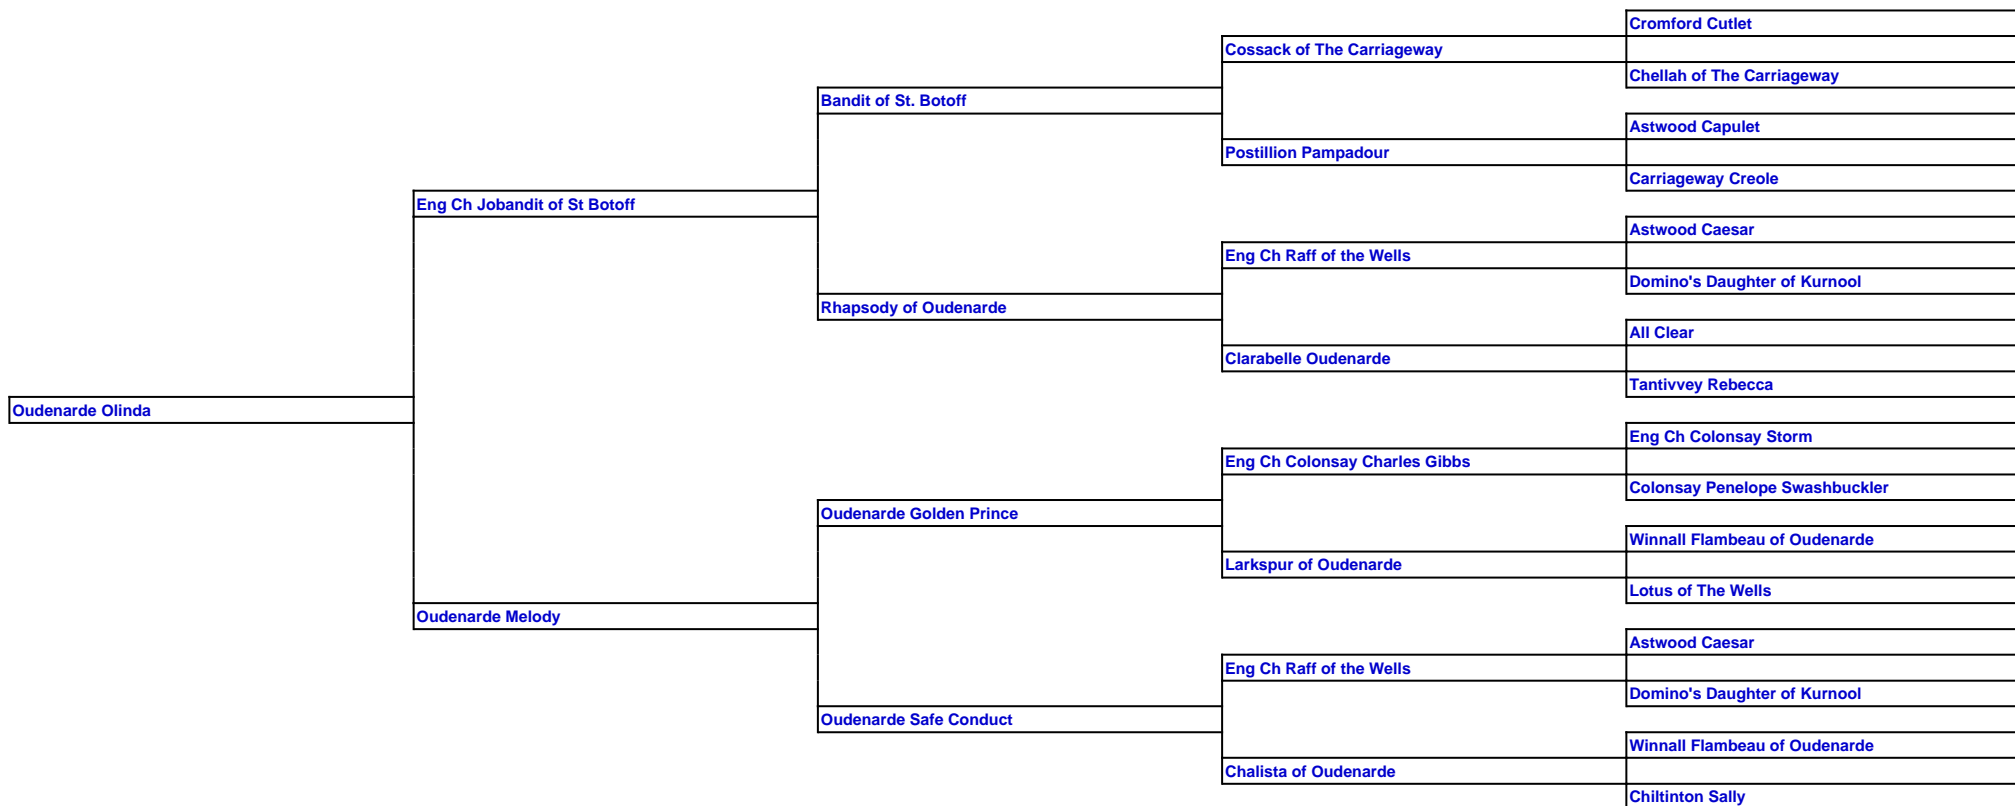 Cromford Cutlet
Cossack of The Carriageway
Chellah of The Carriageway
Bandit of St. Botoff
Astwood Capulet
Postillion Pampadour
Carriageway Creole
Eng Ch Jobandit of St Botoff
Astwood Caesar
Eng Ch Raff of the Wells
Domino's Daughter of Kurnool
Rhapsody of Oudenarde
All Clear
Clarabelle Oudenarde
Tantivvey Rebecca
Oudenarde Olinda
Eng Ch Colonsay Storm
Eng Ch Colonsay Charles Gibbs
Colonsay Penelope Swashbuckler
Oudenarde Golden Prince
Winnall Flambeau of Oudenarde
Larkspur of Oudenarde
Lotus of The Wells
Oudenarde Melody
Astwood Caesar
Eng Ch Raff of the Wells
Domino's Daughter of Kurnool
Oudenarde Safe Conduct
Winnall Flambeau of Oudenarde
Chalista of Oudenarde
Chiltinton Sally